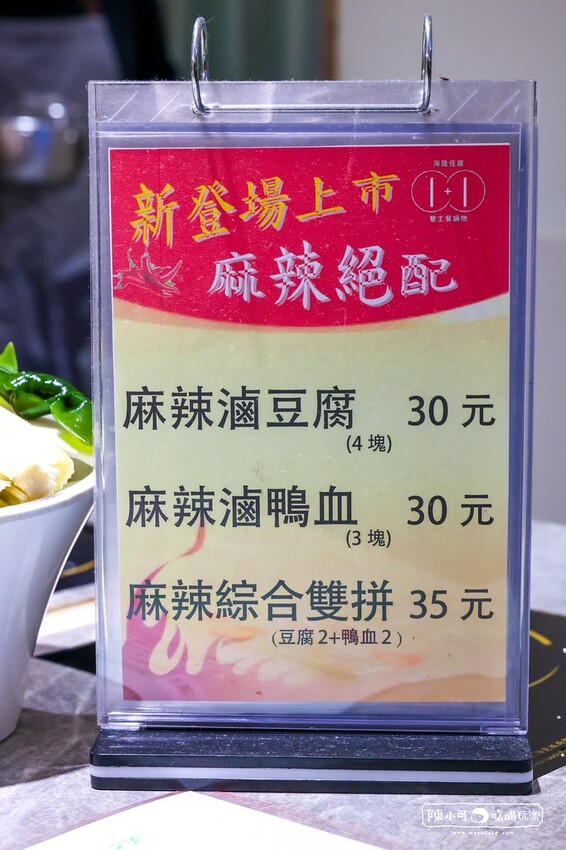 海陸任選
1+1
雙主餐鍋物
新登場上市
麻辣絕配
麻辣滷豆腐 30 元
(4 塊)
麻辣滷鴨血 30 元
(3 塊)
麻辣綜合雙拼 35 元
(豆腐2+鴨血2)
陳小可 吃喝玩樂